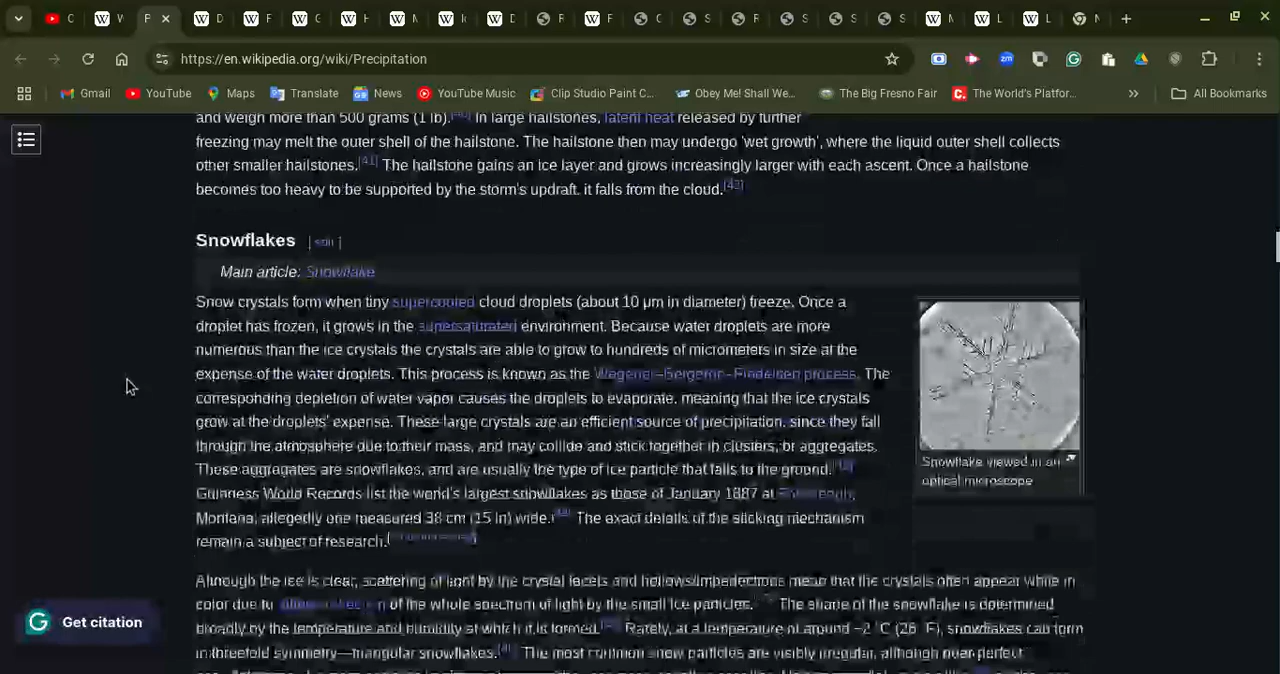 C
W
P
D
F
C
H
M
Ic
D
F
F
C
S
F
S
S
S
M
L
L
N
https://en.wikipedia.org/wiki/Precipitation
zm
Gmail YouTube Maps Translate News YouTube Music Clip Studio Paint C... Obey Me! Shall We... The Big Fresno Fair The World's Platfor... All Bookmarks
and weigh more than 500 grams (1 lb).[40] In large hailstones, latent heat released by further
freezing may melt the outer shell of the hailstone. The hailstone then may undergo 'wet growth', where the liquid outer shell collects
other smaller hailstones.[41] The hailstone gains an ice layer and grows increasingly larger with each ascent. Once a hailstone
becomes too heavy to be supported by the storm's updraft, it falls from the cloud.[42]
Snowflakes [edit]
Main article: Snowflake
Snow crystals form when tiny supercooled cloud droplets (about 10 μm in diameter) freeze. Once a
droplet has frozen, it grows in the supersaturated environment. Because water droplets are more
numerous than the ice crystals the crystals are able to grow to hundreds of micrometers in size at the
expense of the water droplets. This process is known as the Wegener–Bergeron–Findeisen process. The
corresponding depletion of water vapor causes the droplets to evaporate, meaning that the ice crystals
grow at the droplets' expense. These large crystals are an efficient source of precipitation, since they fall
through the atmosphere due to their mass, and may collide and stick together in clusters, or aggregates.
These aggregates are snowflakes, and are usually the type of ice particle that falls to the ground.
Guinness World Records list the world's largest snowflakes as those of January 1887 at
Montana; allegedly one measured 38 cm (15 in) wide. The exact details of the sticking mechanism
remain a subject of research.
Snowflake viewed in an
optical microscope
Although the ice is clear, scattering of light by the crystal facets and hollows/imperfections mean that the crystals often appear white in
color due to of the whole spectrum of light by the small ice particles. The shape of the snowflake is determined
broadly by the temperature and humidity at which it is formed. Rarely, at a temperature of around −2 °C (28 °F), snowflakes can form
in threefold symmetry—triangular snowflakes. The most common snow particles are visibly irregular, although near-perfect
Get citation